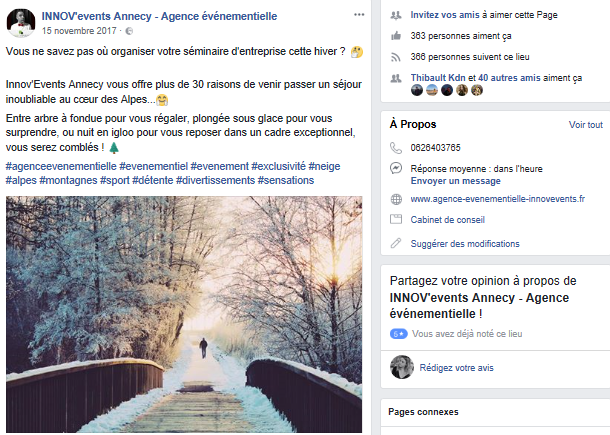 INNOV'events Annecy - Agence événementielle
15 novembre 2017
Vous ne savez pas où organiser votre séminaire d'entreprise cette hiver ?
Innov'Events Annecy vous offre plus de 30 raisons de venir passer un séjour
inoubliable au cœur des Alpes...
Entre arbre à fondue pour vous régaler, plongée sous glace pour vous
surprendre, ou nuit en igloo pour vous reposer dans un cadre exceptionnel,
vous serez comblés !
#agenceevenementielle #evenementiel #evenement #exclusivité #neige
#alpes #montagnes #sport #détente #divertissements #sensations
Invitez vos amis à aimer cette Page
363 personnes aiment ça
366 personnes suivent ce lieu
Thibault Kdn et 40 autres amis aiment ça
À Propos
Voir tout
0626403765
Réponse moyenne : dans l'heure
Envoyer un message
www.agence-evenementielle-innovevents.fr
Cabinet de conseil
Suggérer des modifications
Partagez votre opinion à propos de
INNOV'events Annecy - Agence
événementielle !
5★ Vous avez déjà noté ce lieu
Rédigez votre avis
Pages connexes